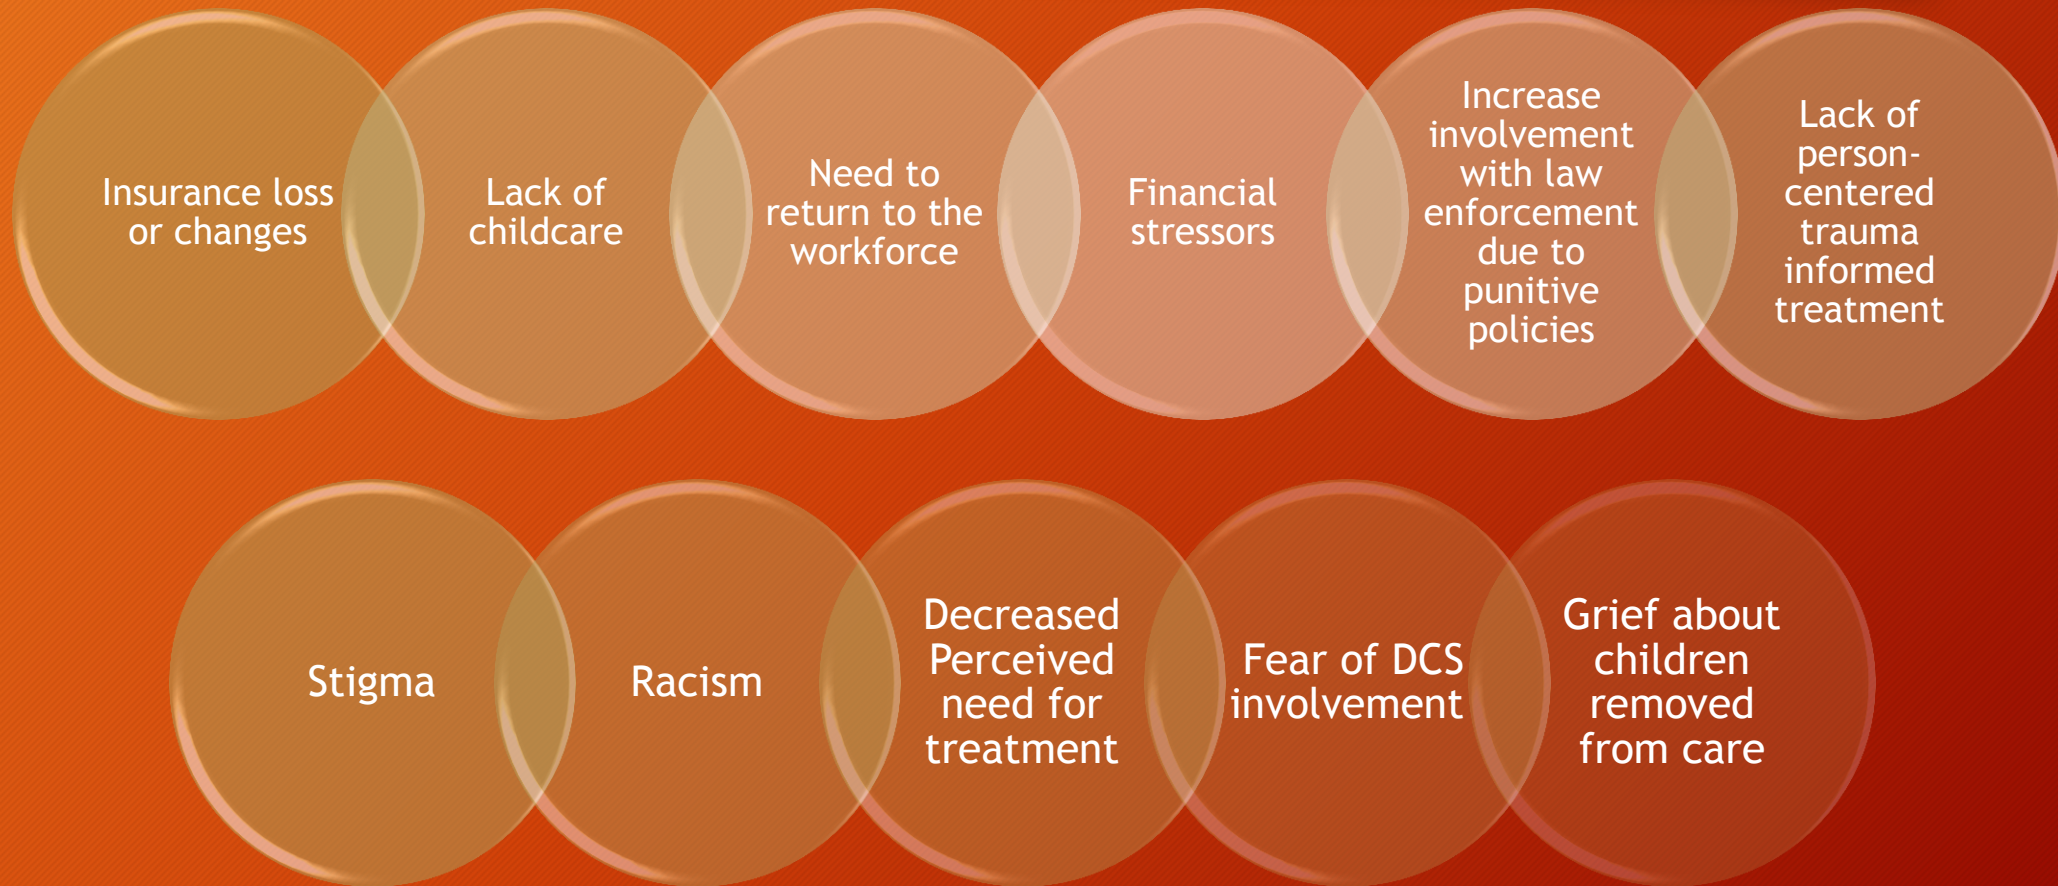 Insurance loss
or changes
Lack of
childcare
Need to
return to the
workforce
Financial
stressors
Increase
involvement
with law
enforcement
due to
punitive
policies
Lack of
person-
centered
trauma
informed
treatment
Stigma
Racism
Decreased
Perceived
need for
treatment
Fear of DCS
involvement
Grief about
children
removed
from care